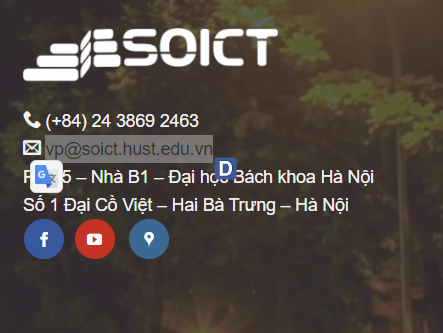 SOICT
(+84) 24 3869 2463
vp@soict.hust.edu.vn
5 – Nhà B1 – Đại học Bách khoa Hà Nội
Số 1 Đại Cồ Việt – Hai Bà Trưng – Hà Nội